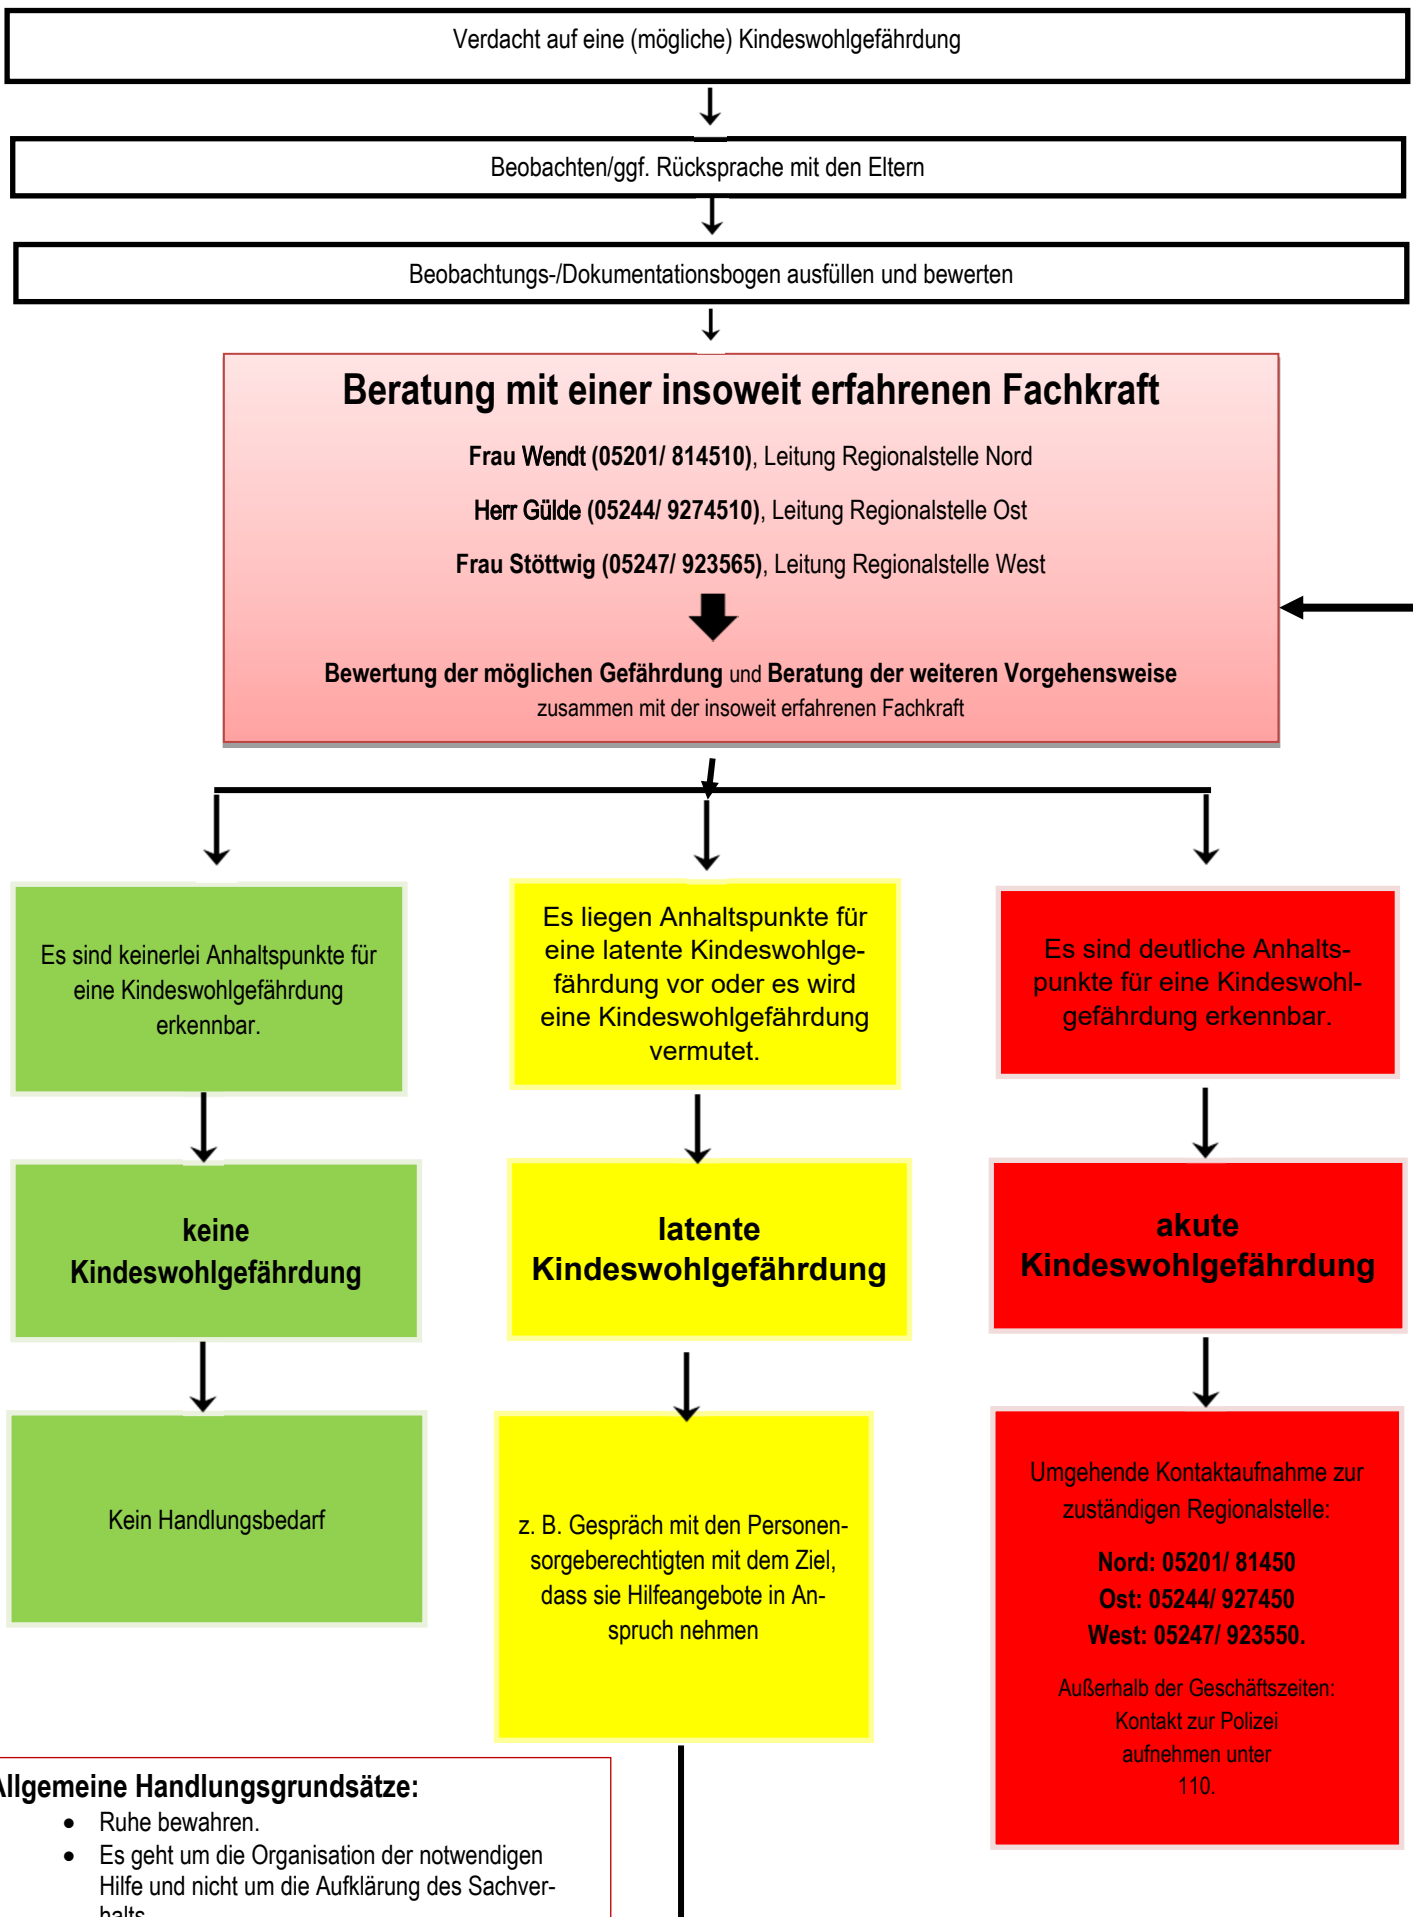 Verdacht auf eine (mögliche) Kindeswohlgefährdung
Beobachten/ggf. Rücksprache mit den Eltern
Beobachtungs-/Dokumentationsbogen ausfüllen und bewerten
Beratung mit einer insoweit erfahrenen Fachkraft
Frau Wendt (05201/ 814510), Leitung Regionalstelle Nord
Herr Gülde (05244/ 9274510), Leitung Regionalstelle Ost
Frau Stöttwig (05247/ 923565), Leitung Regionalstelle West
Bewertung der möglichen Gefährdung und Beratung der weiteren Vorgehensweise
zusammen mit der insoweit erfahrenen Fachkraft
Es sind keinerlei Anhaltspunkte für
eine Kindeswohlgefährdung
erkennbar.
Es liegen Anhaltspunkte für
eine latente Kindeswohlge-
fährdung vor oder es wird
eine Kindeswohlgefährdung
vermutet.
Es sind deutliche Anhalts-
punkte für eine Kindeswohl-
gefährdung erkennbar.
keine
Kindeswohlgefährdung
latente
Kindeswohlgefährdung
akute
Kindeswohlgefährdung
Kein Handlungsbedarf
z. B. Gespräch mit den Personen-
sorgeberechtigten mit dem Ziel,
dass sie Hilfeangebote in An-
spruch nehmen
Umgehende Kontaktaufnahme zur
zuständigen Regionalstelle:
Nord: 05201/ 81450
Ost: 05244/ 927450
West: 05247/ 923550.
Außerhalb der Geschäftszeiten:
Kontakt zur Polizei
aufnehmen unter
110.
Allgemeine Handlungsgrundsätze:
• Ruhe bewahren.
• Es geht um die Organisation der notwendigen
Hilfe und nicht um die Aufklärung des Sachver-
halts